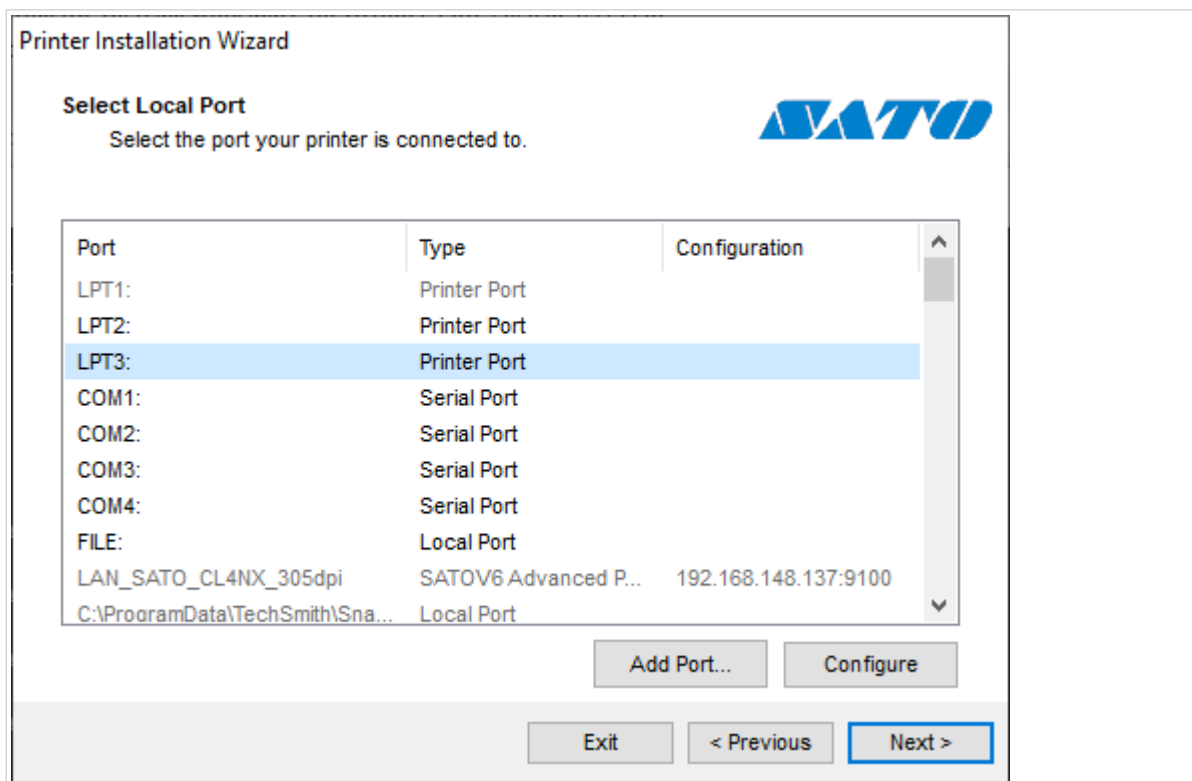 Printer Installation Wizard
Select Local Port
Select the port your printer is connected to.
SATO
Port Type Configuration
LPT1: Printer Port
LPT2: Printer Port
LPT3: Printer Port
COM1: Serial Port
COM2: Serial Port
COM3: Serial Port
COM4: Serial Port
FILE: Local Port
LAN_SATO_CL4NX_305dpi SATOV6 Advanced P... 192.168.148.137:9100
C:\ProgramData\TechSmith\Sna... Local Port
Add Port... Configure
Exit < Previous Next >